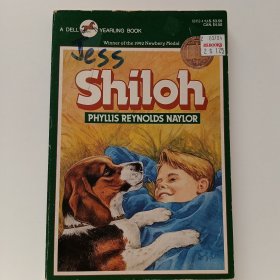 A DELL YEARLING BOOK
Winner of the 1992 Newbery Medal
Jess
Shiloh
PHYLLIS REYNOLDS NAYLOR